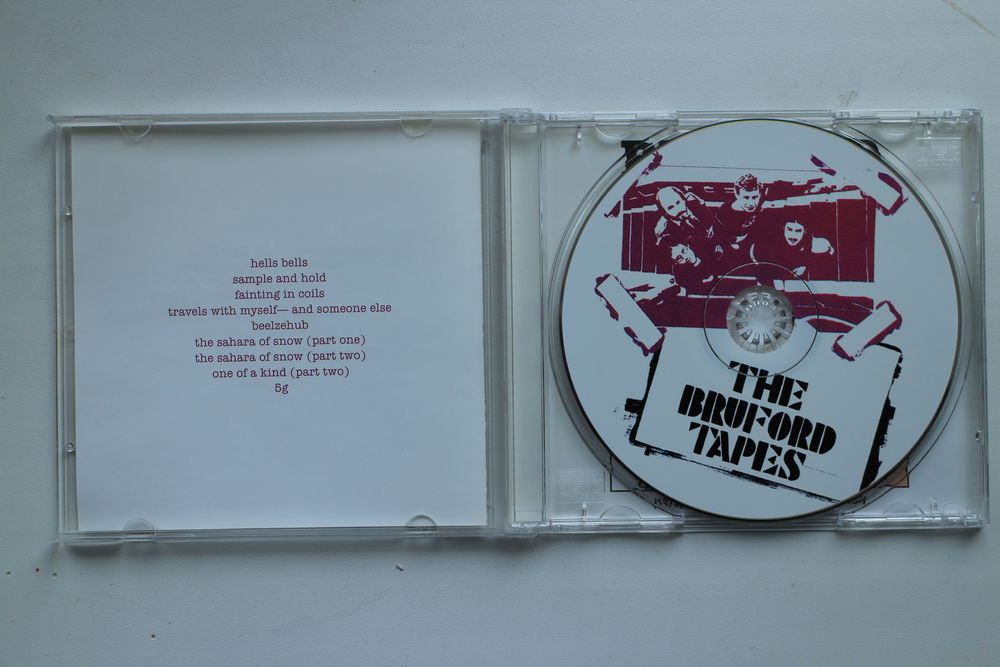 hells bells
sample and hold
fainting in coils
travels with myself— and someone else
beelzehub
the sahara of snow (part one)
the sahara of snow (part two)
one of a kind (part two)
5g
THE
BRUFORD
TAPES